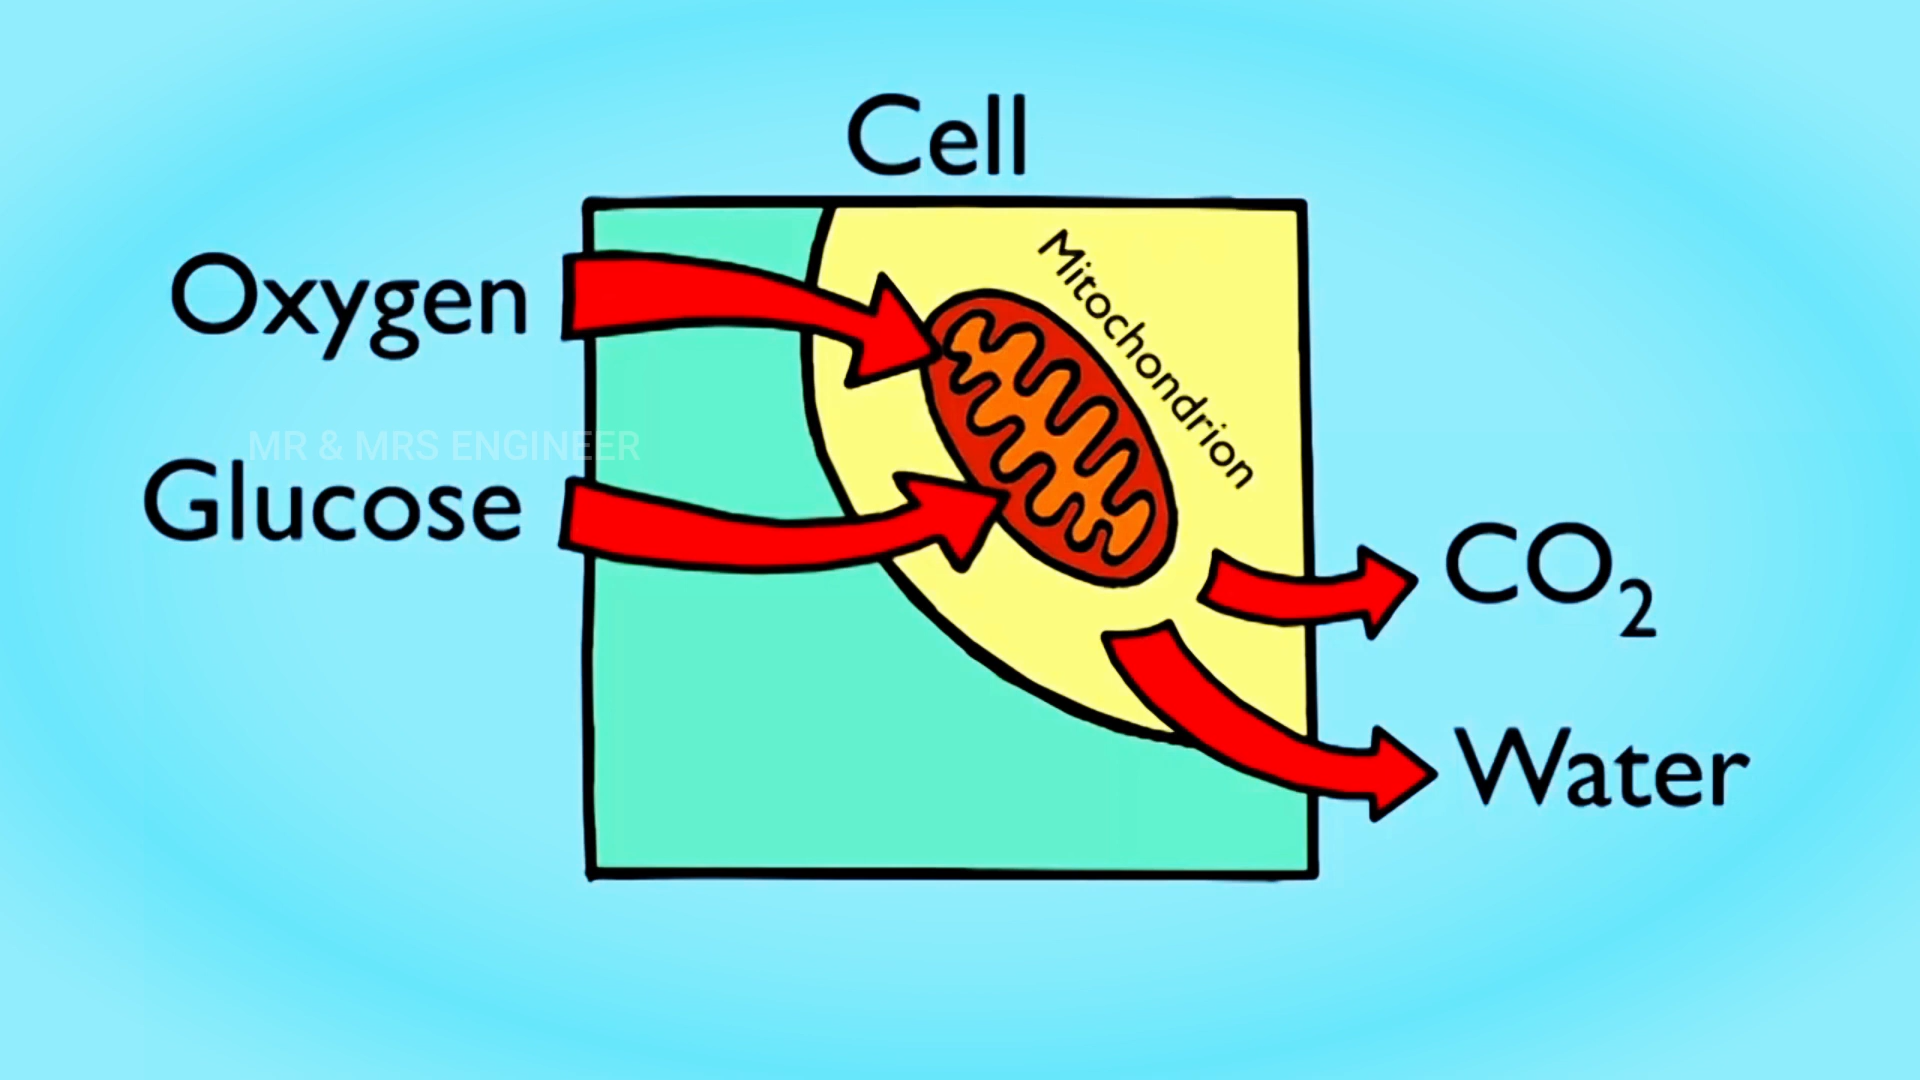 Cell
Mitochondrion
Oxygen
MR & MRS ENGINEER
Glucose
CO₂
Water